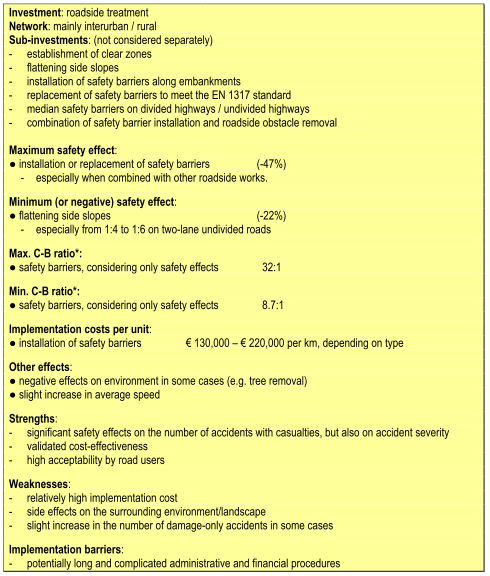 Investment: roadside treatment
Network: mainly interurban / rural
Sub-investments: (not considered separately)
- establishment of clear zones
- flattening side slopes
- installation of safety barriers along embankments
- replacement of safety barriers to meet the EN 1317 standard
- median safety barriers on divided highways / undivided highways
- combination of safety barrier installation and roadside obstacle removal
Maximum safety effect:
● installation or replacement of safety barriers (-47%)
- especially when combined with other roadside works.
Minimum (or negative) safety effect:
● flattening side slopes (-22%)
- especially from 1:4 to 1:6 on two-lane undivided roads
Max. C-B ratio*:
● safety barriers, considering only safety effects 32:1
Min. C-B ratio*:
● safety barriers, considering only safety effects 8.7:1
Implementation costs per unit:
● installation of safety barriers € 130,000 – € 220,000 per km, depending on type
Other effects:
● negative effects on environment in some cases (e.g. tree removal)
● slight increase in average speed
Strengths:
- significant safety effects on the number of accidents with casualties, but also on accident severity
- validated cost-effectiveness
- high acceptability by road users
Weaknesses:
- relatively high implementation cost
- side effects on the surrounding environment/landscape
- slight increase in the number of damage-only accidents in some cases
Implementation barriers:
- potentially long and complicated administrative and financial procedures